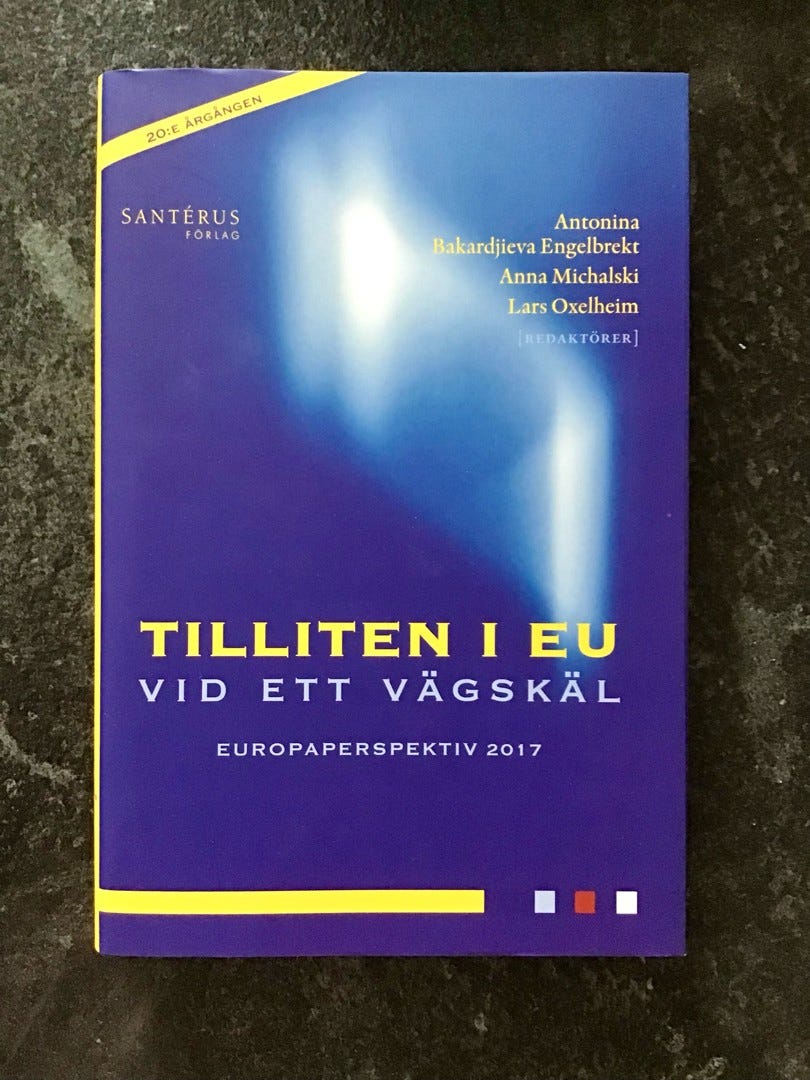 20:E ÅRGÅNGEN
SANTÉRUS
FÖRLAG
Antonina
Bakardjieva Engelbrekt
Anna Michalski
Lars Oxelheim
[REDAKTÖRER]
TILLITEN I EU
VID ETT VÄGSKÄL
EUROPAPERSPEKTIV 2017